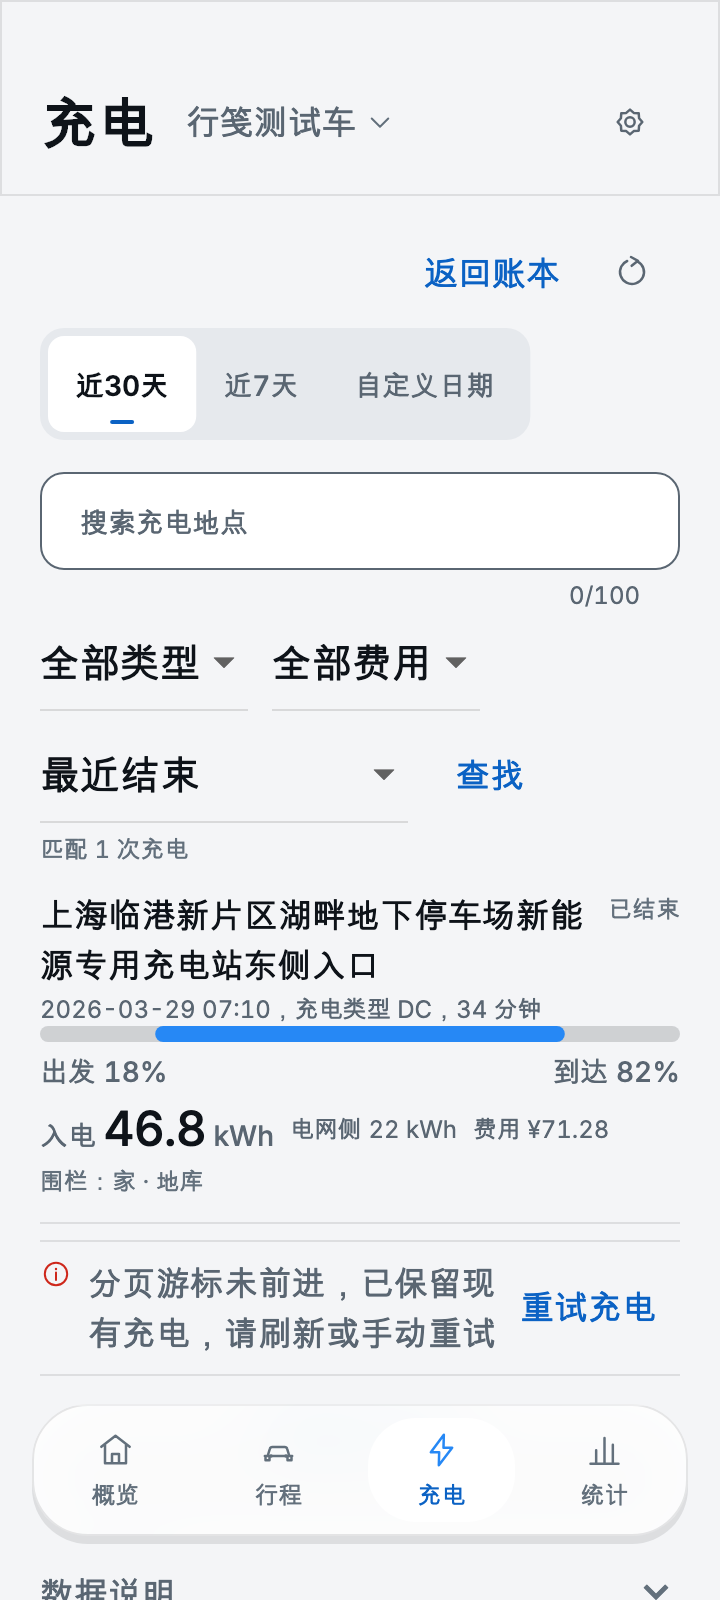 充电 行笺测试车
返回账本
近30天 近7天 自定义日期
搜索充电地点
0/100
全部类型 全部费用
最近结束 查找
匹配 1 次充电
上海临港新片区湖畔地下停车场新能 已结束
源专用充电站东侧入口
2026-03-29 07:10，充电类型 DC，34 分钟
出发 18% 到达 82%
入电 46.8 kWh 电网侧 22 kWh 费用 ¥71.28
围栏：家 · 地库
分页游标未前进，已保留现
有充电，请刷新或手动重试
重试充电
概览 行程 充电 统计
数据说明